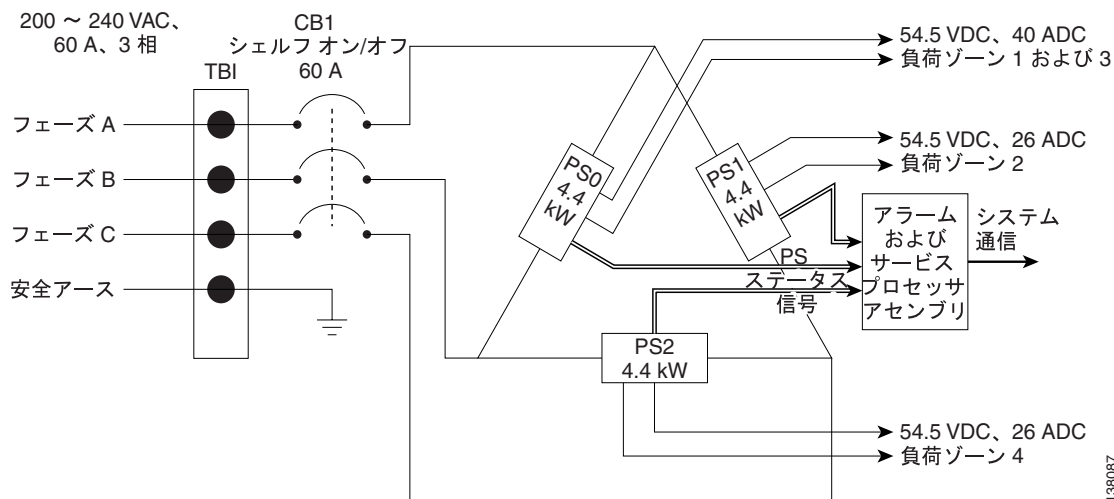 200 ～ 240 VAC、
60 A、3 相
CB1
シェルフ オン/オフ
60 A
TBI
フェーズ A
フェーズ B
フェーズ C
安全アース
PS0
4.4
kW
PS1
4.4
kW
PS2
4.4 kW
54.5 VDC、40 ADC
負荷ゾーン 1 および 3
54.5 VDC、26 ADC
負荷ゾーン 2
アラーム
および
サービス
プロセッサ
アセンブリ
システム
通信
PS
ステータス
信号
54.5 VDC、26 ADC
負荷ゾーン 4
138087